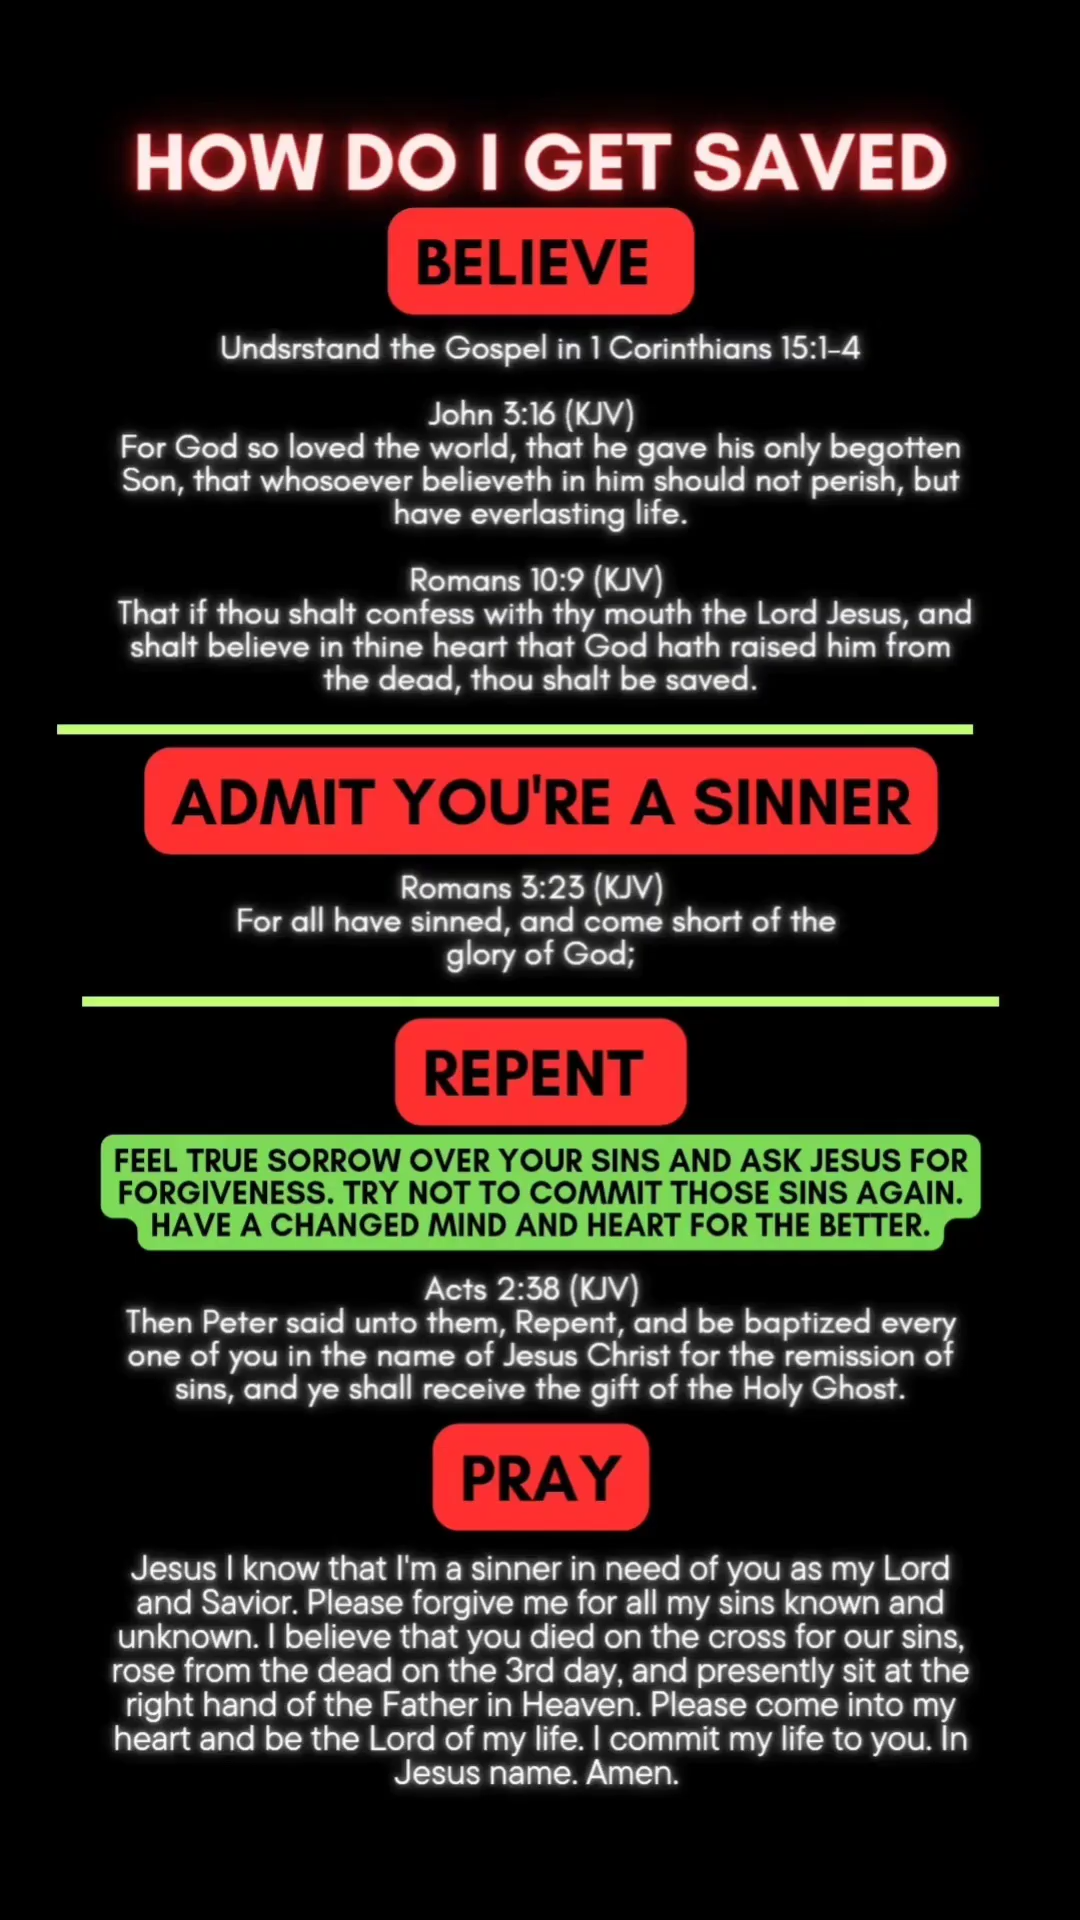 HOW DO I GET SAVED
BELIEVE
Undsrstand the Gospel in 1 Corinthians 15:1-4
John 3:16 (KJV)
For God so loved the world, that he gave his only begotten
Son, that whosoever believeth in him should not perish, but
have everlasting life.
Romans 10:9 (KJV)
That if thou shalt confess with thy mouth the Lord Jesus, and
shalt believe in thine heart that God hath raised him from
the dead, thou shalt be saved.
ADMIT YOU'RE A SINNER
Romans 3:23 (KJV)
For all have sinned, and come short of the
glory of God;
REPENT
FEEL TRUE SORROW OVER YOUR SINS AND ASK JESUS FOR
FORGIVENESS. TRY NOT TO COMMIT THOSE SINS AGAIN.
HAVE A CHANGED MIND AND HEART FOR THE BETTER.
Acts 2:38 (KJV)
Then Peter said unto them, Repent, and be baptized every
one of you in the name of Jesus Christ for the remission of
sins, and ye shall receive the gift of the Holy Ghost.
PRAY
Jesus I know that I'm a sinner in need of you as my Lord
and Savior. Please forgive me for all my sins known and
unknown. I believe that you died on the cross for our sins,
rose from the dead on the 3rd day, and presently sit at the
right hand of the Father in Heaven. Please come into my
heart and be the Lord of my life. I commit my life to you. In
Jesus name. Amen.